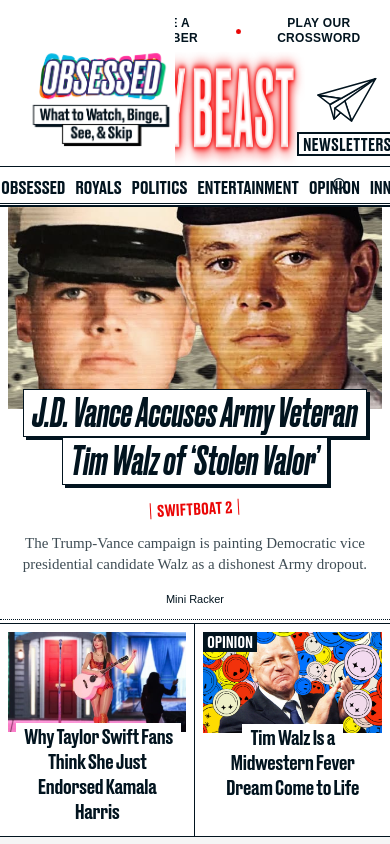 E A
BER
PLAY OUR
CROSSWORD
OBSESSED
What to Watch, Binge,
See, & Skip
Y BEAST
NEWSLETTERS
OBSESSED ROYALS POLITICS ENTERTAINMENT OPINION INN
J.D. Vance Accuses Army Veteran
Tim Walz of ‘Stolen Valor’
SWIFTBOAT 2
The Trump-Vance campaign is painting Democratic vice
presidential candidate Walz as a dishonest Army dropout.
Mini Racker
Why Taylor Swift Fans
Think She Just
Endorsed Kamala
Harris
OPINION
Tim Walz Is a
Midwestern Fever
Dream Come to Life